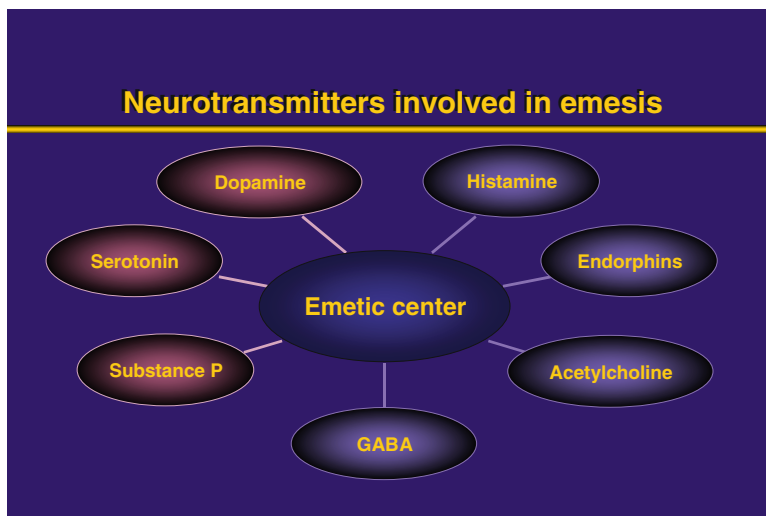 Neurotransmitters involved in emesis
Dopamine
Histamine
Serotonin
Endorphins
Emetic center
Substance P
Acetylcholine
GABA